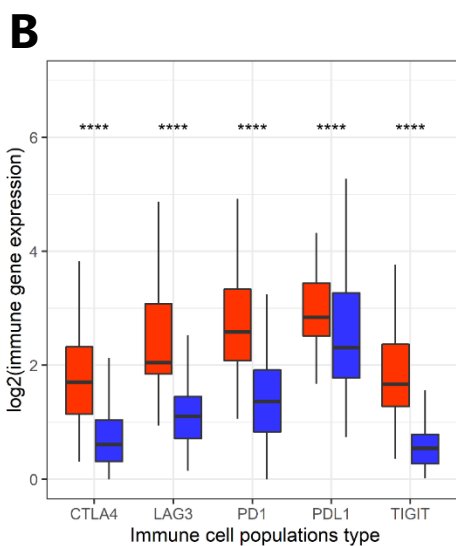 B
log2(immune gene expression)
6
4
2
0
**** **** **** **** ****
CTLA4 LAG3 PD1 PDL1 TIGIT
Immune cell populations type